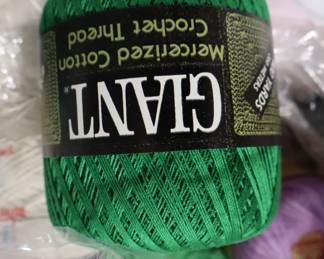 GIANT
Mercerized Cotton
Crochet Thread